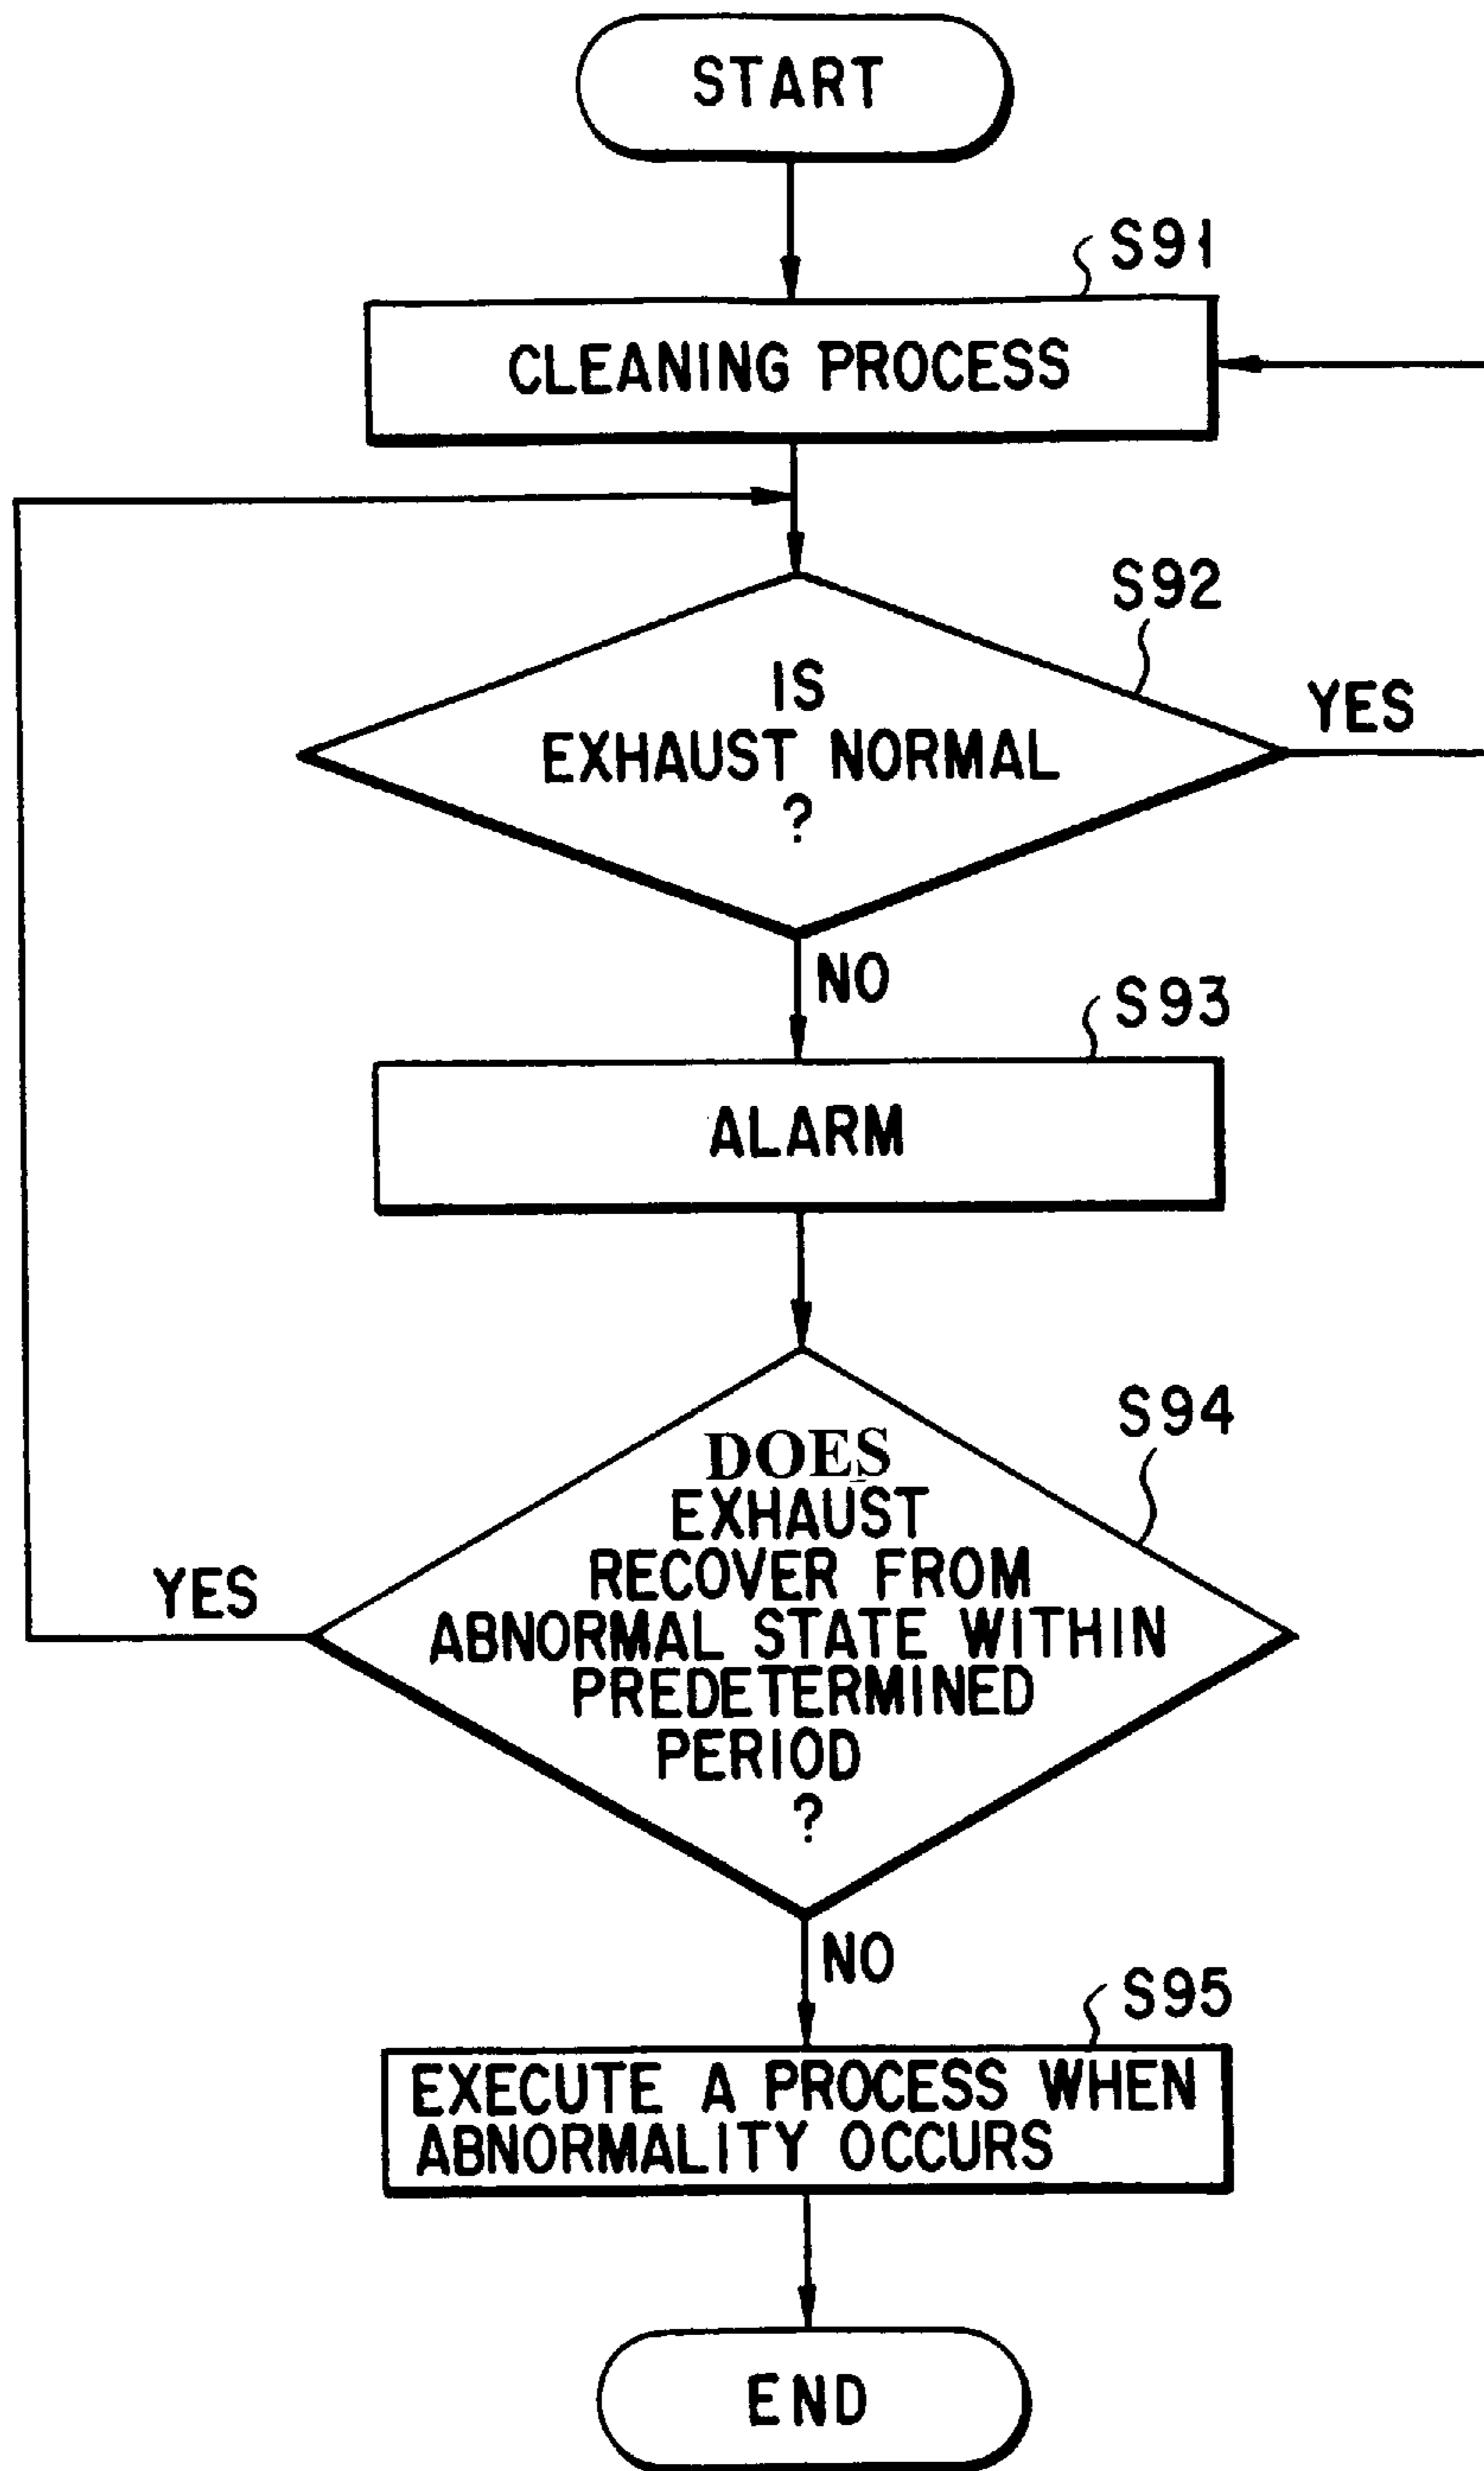 START
S91
CLEANING PROCESS
S92
IS
EXHAUST NORMAL
?
YES
NO
S93
ALARM
S94
DOES
EXHAUST
RECOVER FROM
ABNORMAL STATE WITHIN
PREDETERMINED
PERIOD
?
YES
NO
S95
EXECUTE A PROCESS WHEN
ABNORMALITY OCCURS
END